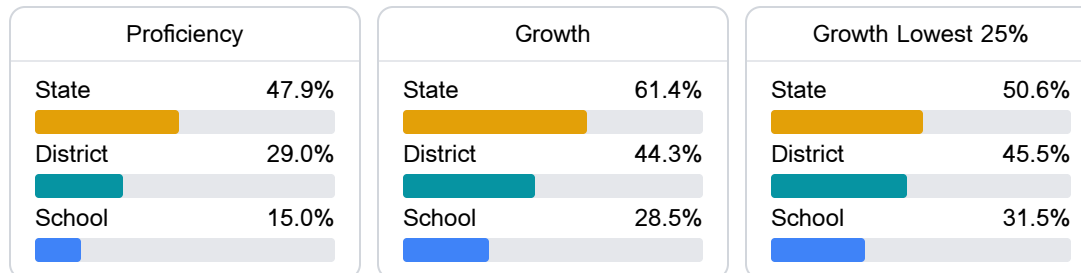 Proficiency
State 47.9%
District 29.0%
School 15.0%
Growth
State 61.4%
District 44.3%
School 28.5%
Growth Lowest 25%
State 50.6%
District 45.5%
School 31.5%